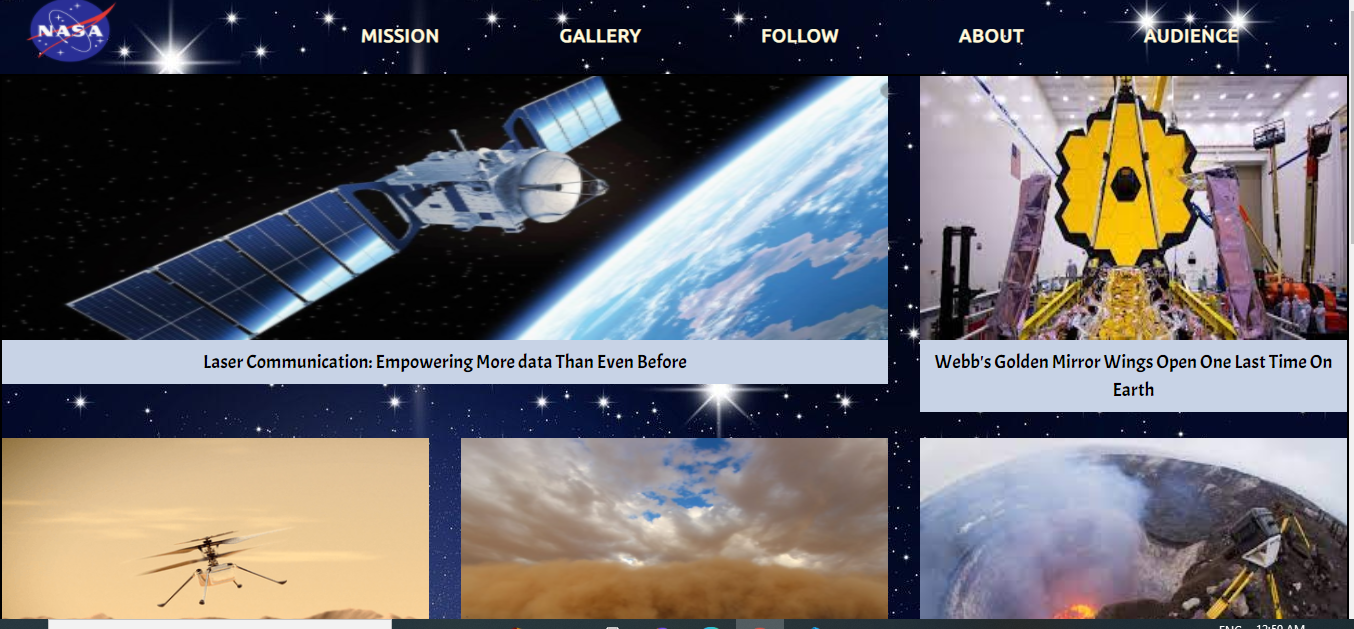 NASA
MISSION GALLERY FOLLOW ABOUT AUDIENCE
Laser Communication: Empowering More data Than Even Before
Webb's Golden Mirror Wings Open One Last Time On
Earth
ENG 12:50 AM